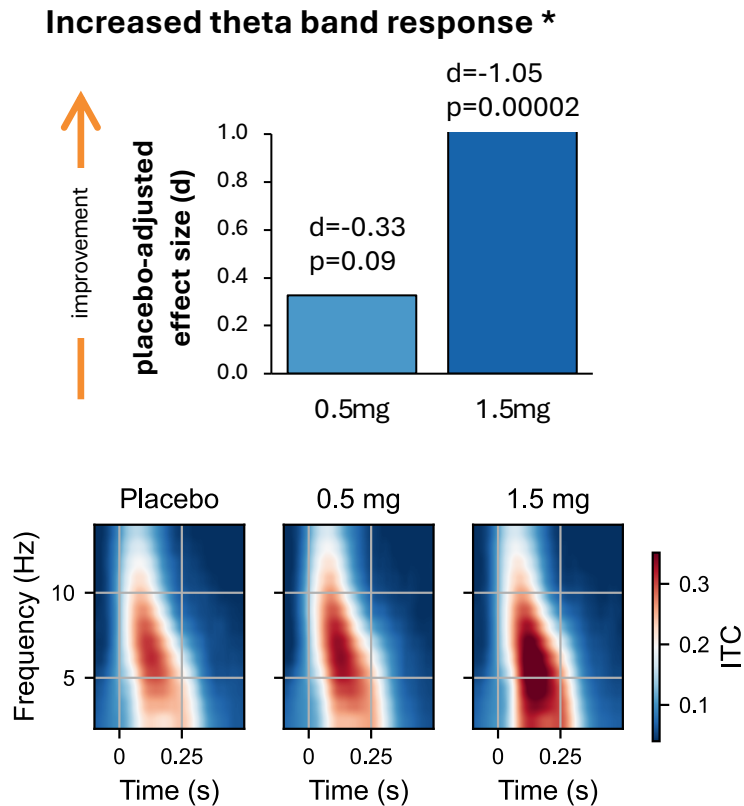 Increased theta band response *
improvement
placebo-adjusted
effect size (d)
1.0
0.8
0.6
0.4
0.2
0.0
d=-0.33
p=0.09
d=-1.05
p=0.00002
0.5mg
1.5mg
Placebo
0.5 mg
1.5 mg
Frequency (Hz)
10
5
0
0.25
0
0.25
0
0.25
Time (s)
Time (s)
Time (s)
0.3
0.2
0.1
ITC